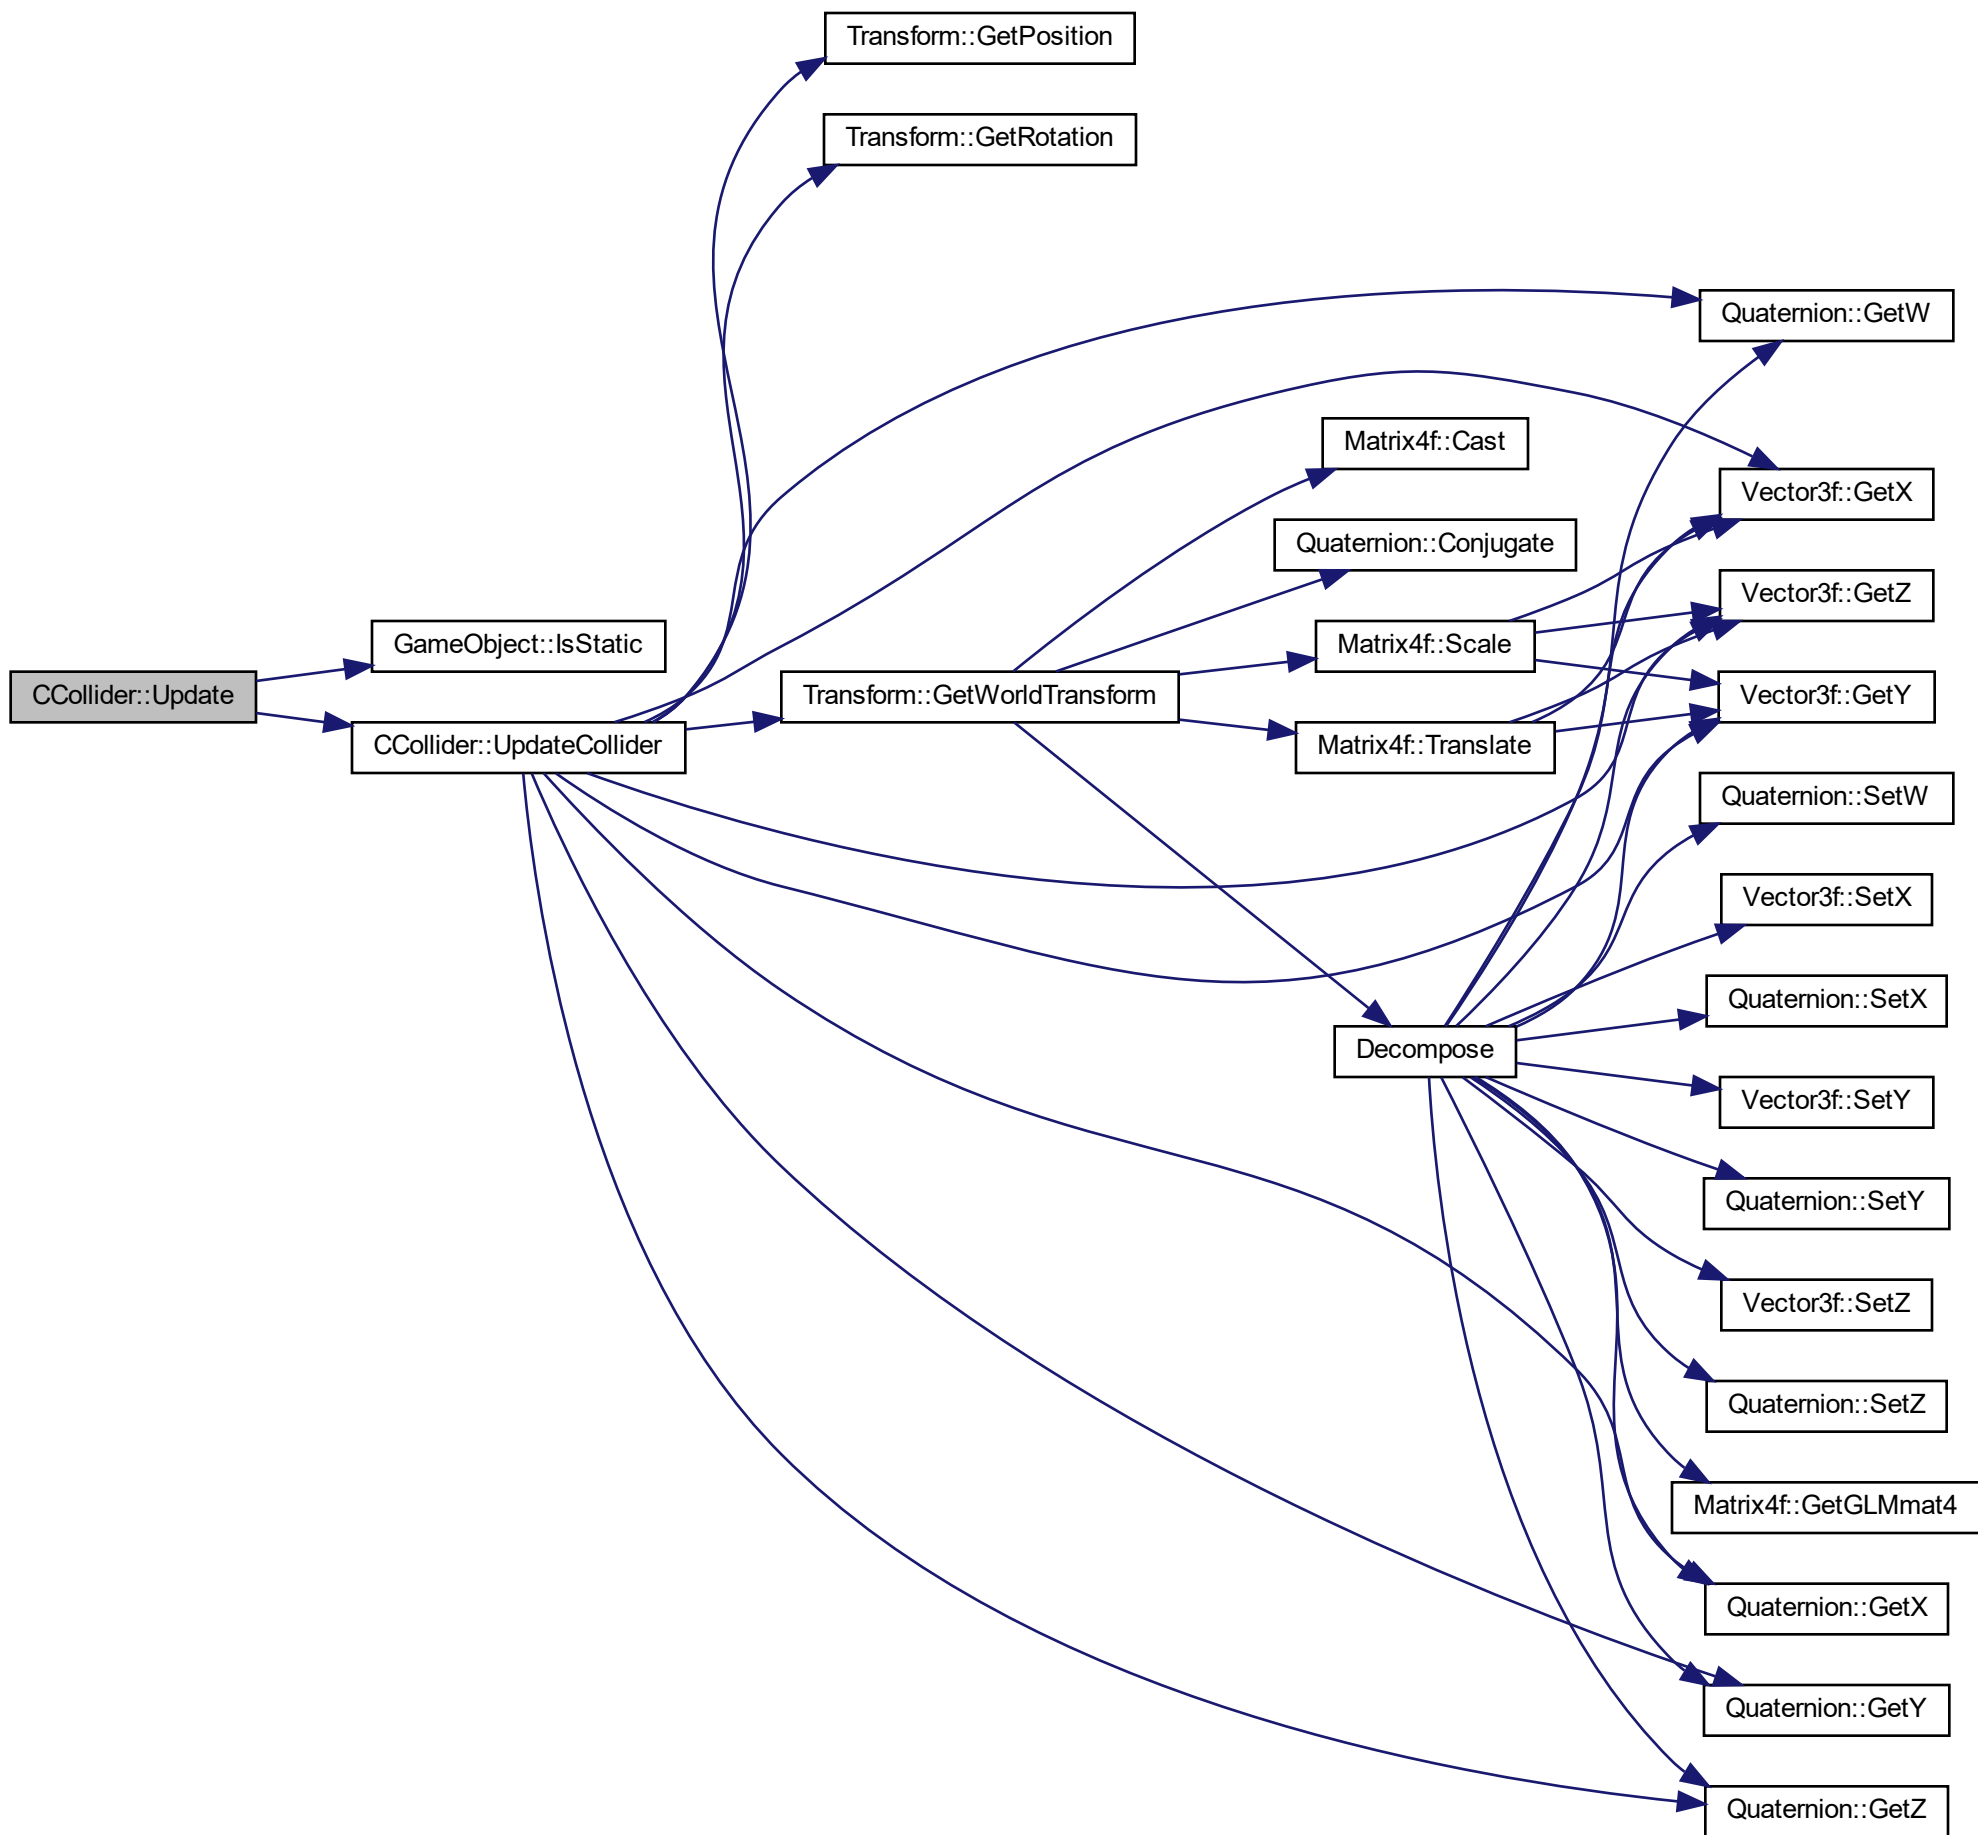 Transform::GetPosition
Transform::GetRotation
Quaternion::GetW
Matrix4f::Cast
Vector3f::GetX
Quaternion::Conjugate
Vector3f::GetZ
GameObject::IsStatic
Matrix4f::Scale
CCollider::Update
Transform::GetWorldTransform
Vector3f::GetY
CCollider::UpdateCollider
Matrix4f::Translate
Quaternion::SetW
Vector3f::SetX
Quaternion::SetX
Decompose
Vector3f::SetY
Quaternion::SetY
Vector3f::SetZ
Quaternion::SetZ
Matrix4f::GetGLMmat4
Quaternion::GetX
Quaternion::GetY
Quaternion::GetZ